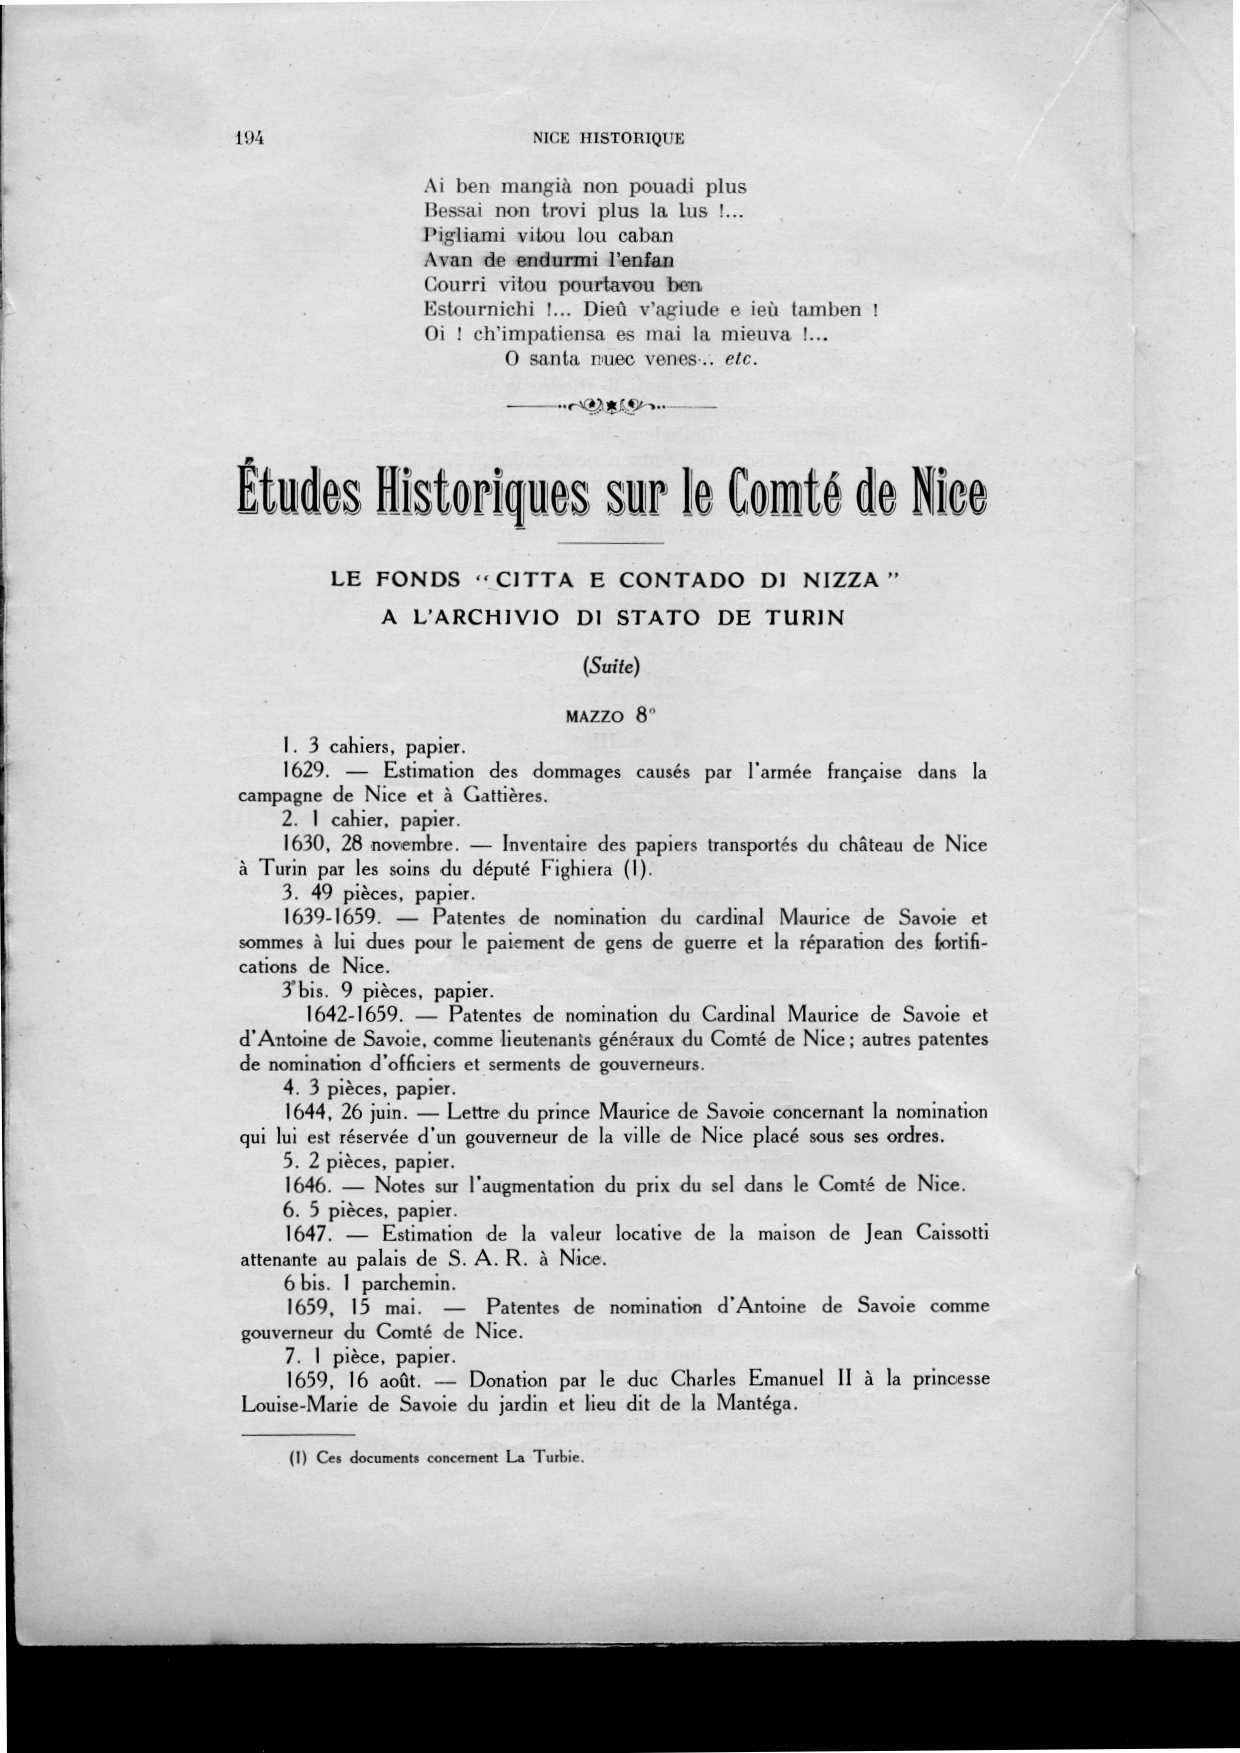 194 NICE HISTORIQUE
Ai ben mangià non pouadi plus
Bessai non trovi plus la lus !...
Pigliami vitou lou caban
Avan de endurmi l'enfan
Courri vitou pourtavou ben
Estournichi !... Dieû v'agiude e ieù tamben !
Oi ! ch'impatiensa es mai la mieuva !...
O santa nuec venes... etc.
Études Historiques sur le Comté de Nice
LE FONDS “ CITTA E CONTADO DI NIZZA ”
A L'ARCHIVIO DI STATO DE TURIN
(Suite)
MAZZO 8°
1. 3 cahiers, papier.
1629. — Estimation des dommages causés par l'armée française dans la
campagne de Nice et à Gattières.
2. 1 cahier, papier.
1630, 28 novembre. — Inventaire des papiers transportés du château de Nice
à Turin par les soins du député Fighiera (1).
3. 49 pièces, papier.
1639-1659. — Patentes de nomination du cardinal Maurice de Savoie et
sommes à lui dues pour le paiement de gens de guerre et la réparation des fortifi-
cations de Nice.
3° bis. 9 pièces, papier.
1642-1659. — Patentes de nomination du Cardinal Maurice de Savoie et
d'Antoine de Savoie, comme lieutenants généraux du Comté de Nice ; autres patentes
de nomination d'officiers et serments de gouverneurs.
4. 3 pièces, papier.
1644, 26 juin. — Lettre du prince Maurice de Savoie concernant la nomination
qui lui est réservée d'un gouverneur de la ville de Nice placé sous ses ordres.
5. 2 pièces, papier.
1646. — Notes sur l'augmentation du prix du sel dans le Comté de Nice.
6. 5 pièces, papier.
1647. — Estimation de la valeur locative de la maison de Jean Caissotti
attenante au palais de S. A. R. à Nice.
6 bis. 1 parchemin.
1659, 15 mai. — Patentes de nomination d'Antoine de Savoie comme
gouverneur du Comté de Nice.
7. 1 pièce, papier.
1659, 16 août. — Donation par le duc Charles Emanuel II à la princesse
Louise-Marie de Savoie du jardin et lieu dit de la Mantéga.
(1) Ces documents concernent La Turbie.